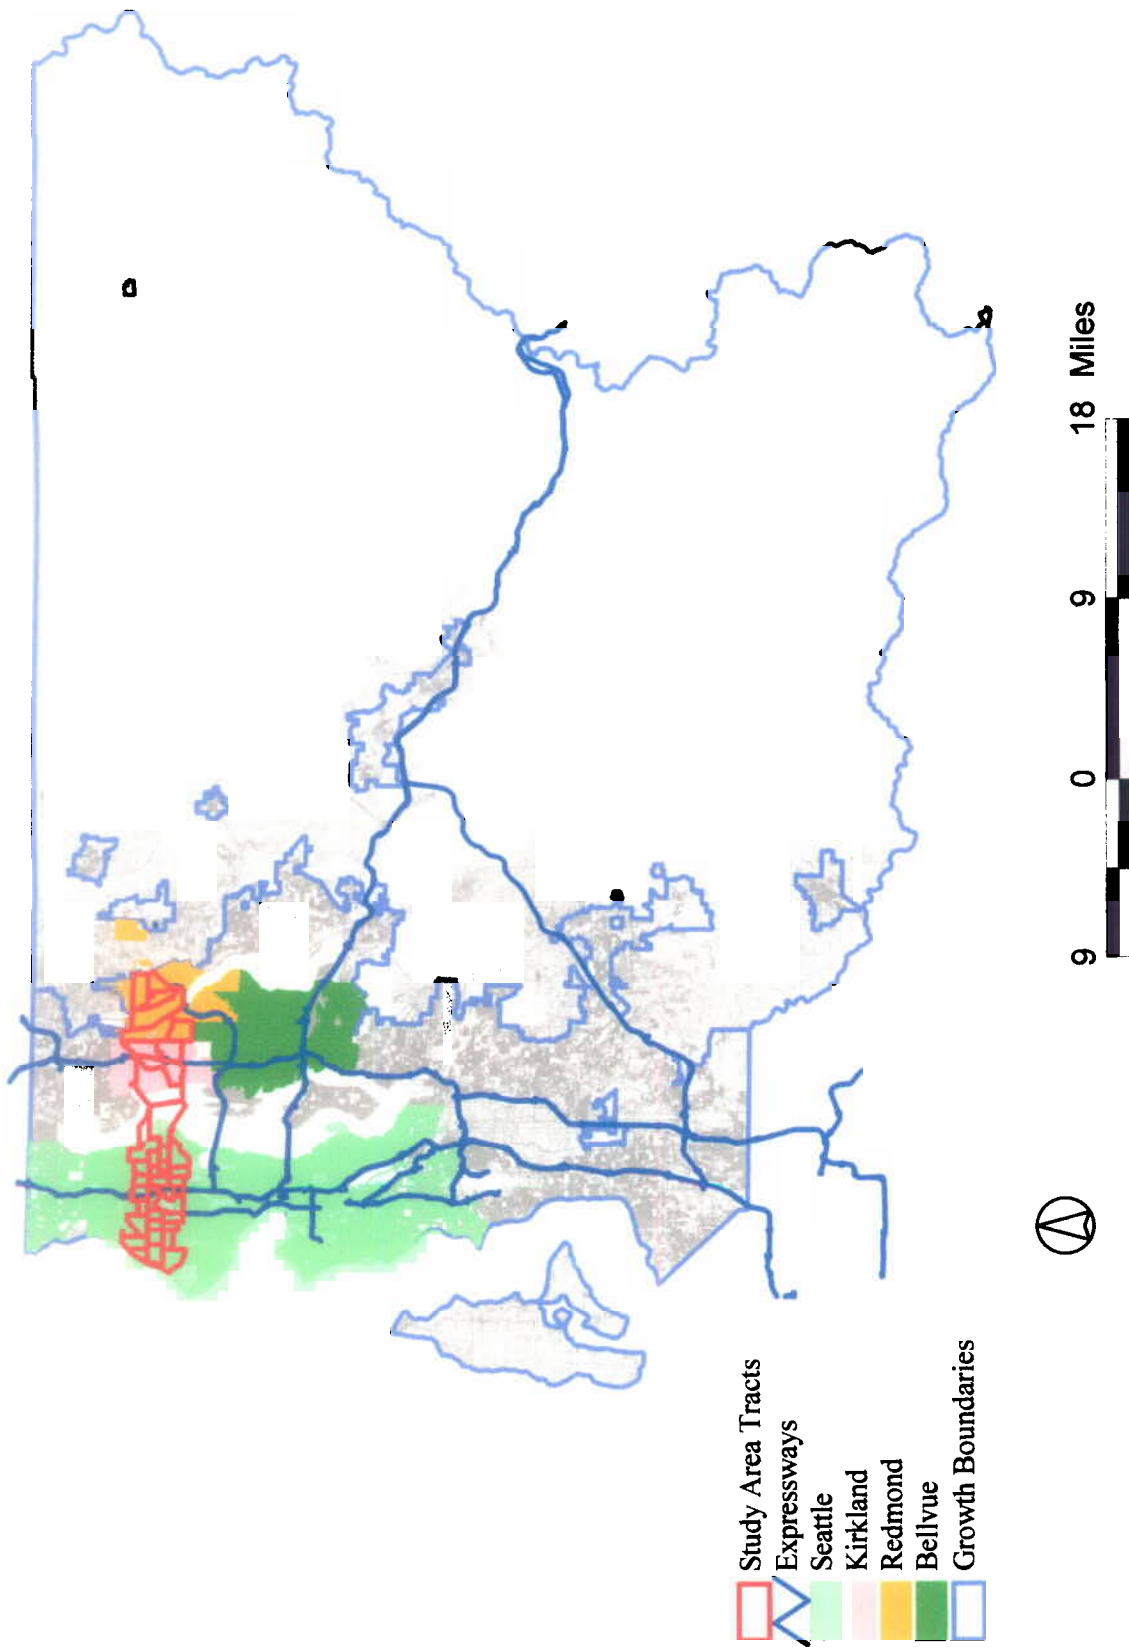 Study Area Tracts
Expressways
Seattle
Kirkland
Redmond
Bellvue
Growth Boundaries
9 0 9 18 Miles